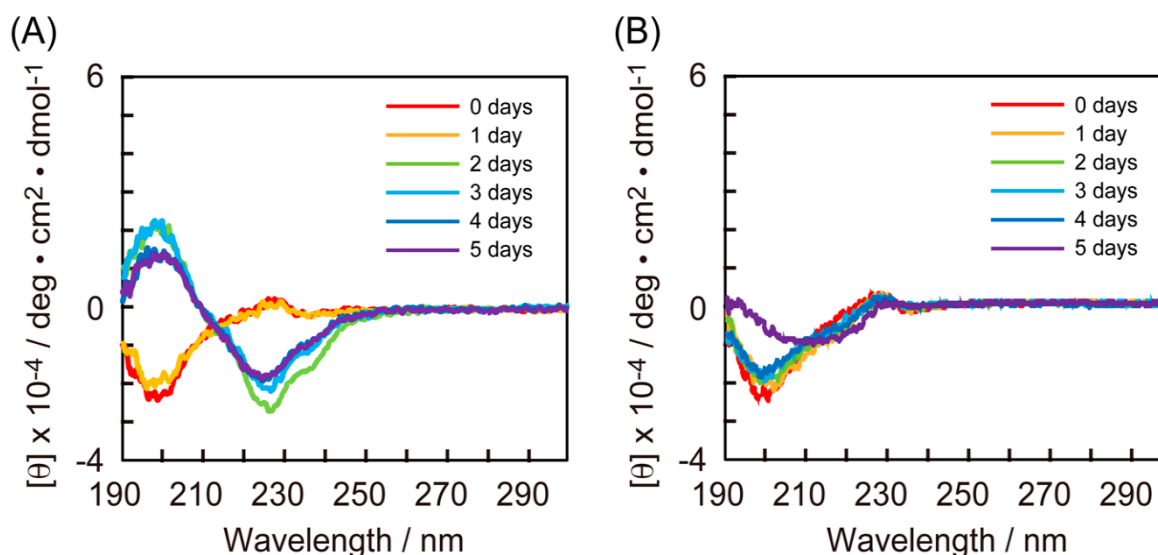 (A)
[θ] x 10-4 / deg • cm2 • dmol-1
6
0
-4
0 days
1 day
2 days
3 days
4 days
5 days
190 210 230 250 270 290
Wavelength / nm
(B)
[θ] x 10-4 / deg • cm2 • dmol-1
6
0
-4
0 days
1 day
2 days
3 days
4 days
5 days
190 210 230 250 270 290
Wavelength / nm